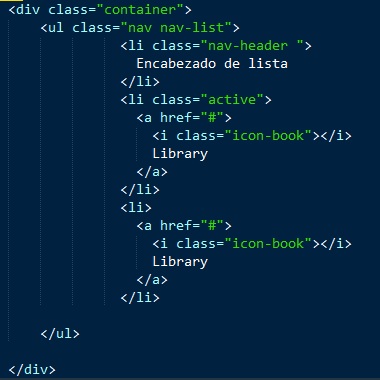 <div class="container">
<ul class="nav nav-list">
<li class="nav-header ">
Encabezado de lista
</li>
<li class="active">
<a href="#">
<i class="icon-book"></i>
Library
</a>
</li>
<li>
<a href="#">
<i class="icon-book"></i>
Library
</a>
</li>
</ul>
</div>